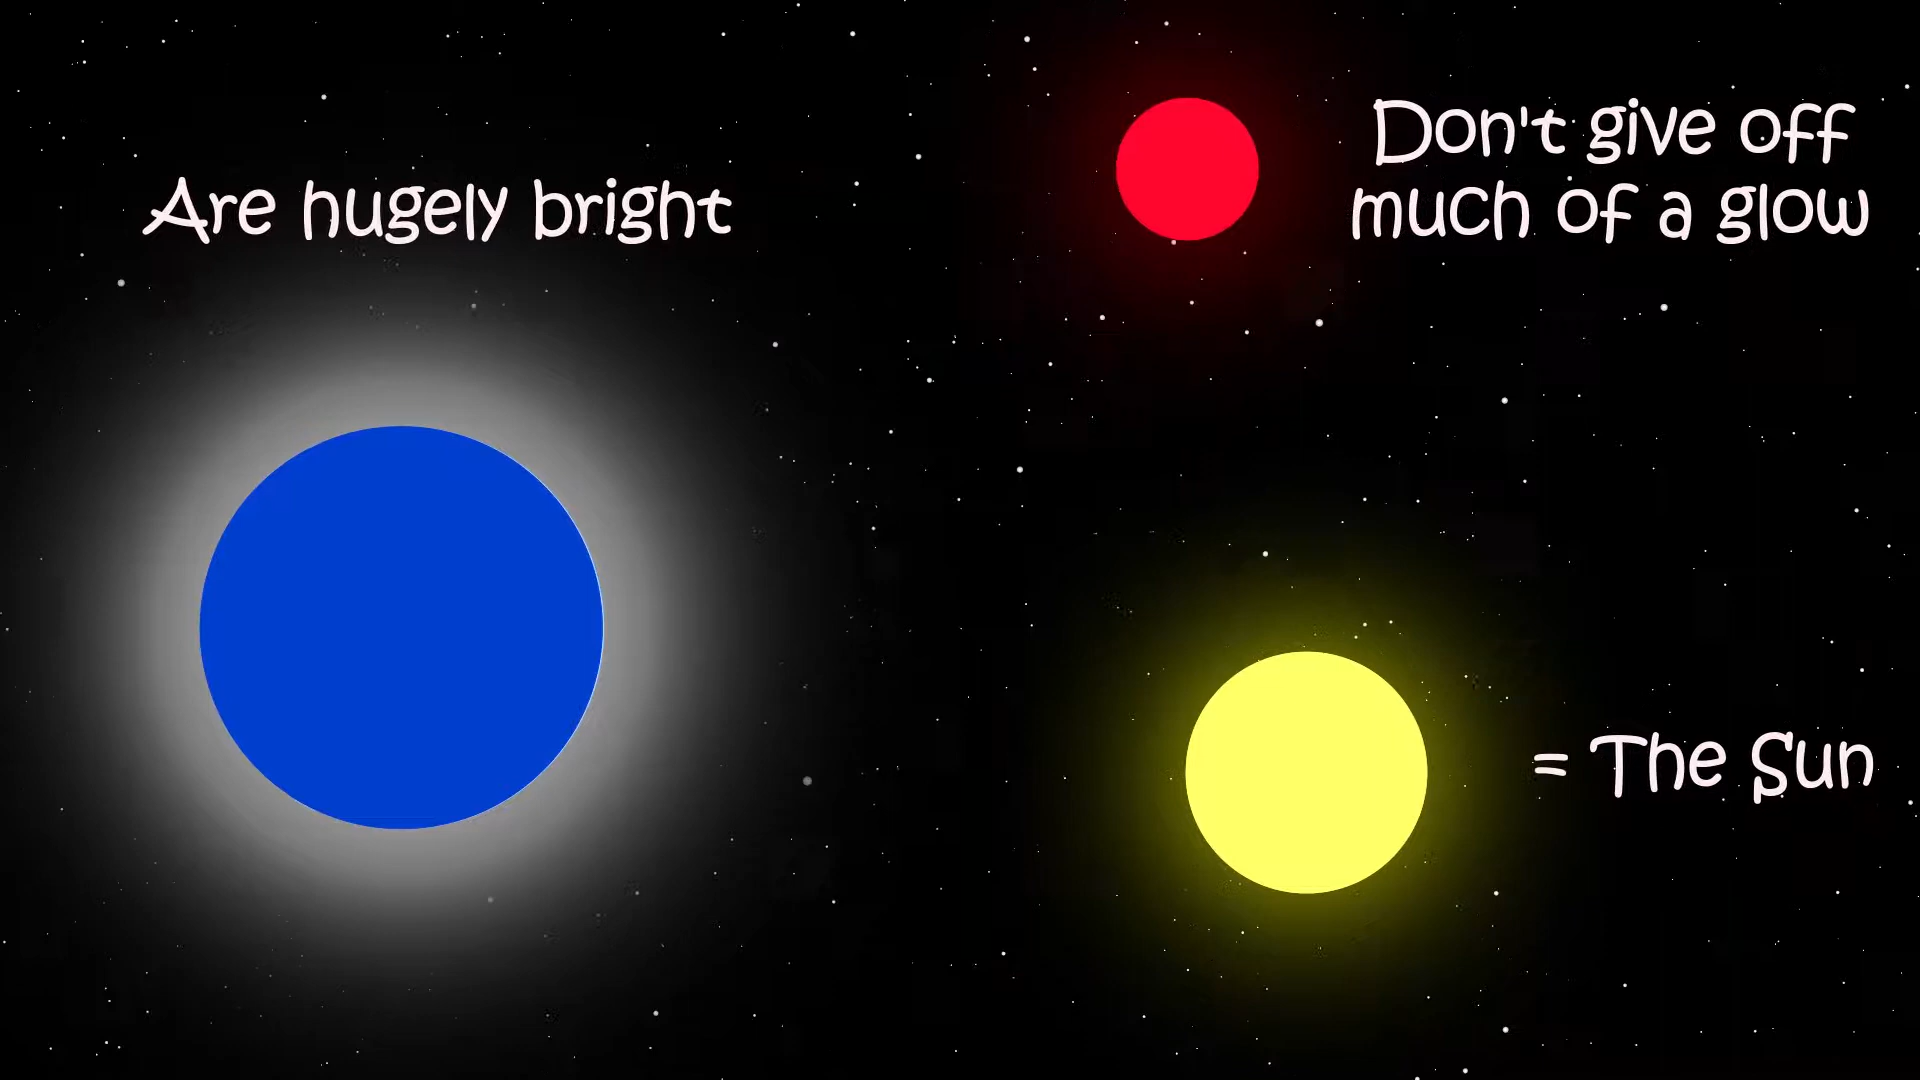 Are hugely bright
Don't give off
much of a glow
= The Sun